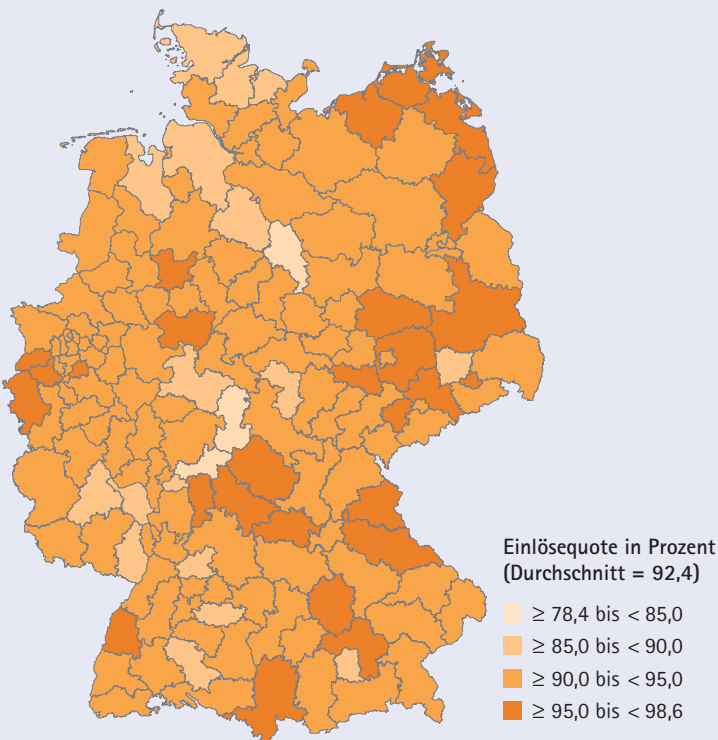 Einlösequote in Prozent
(Durchschnitt = 92,4)
≥ 78,4 bis < 85,0
≥ 85,0 bis < 90,0
≥ 90,0 bis < 95,0
≥ 95,0 bis < 98,6